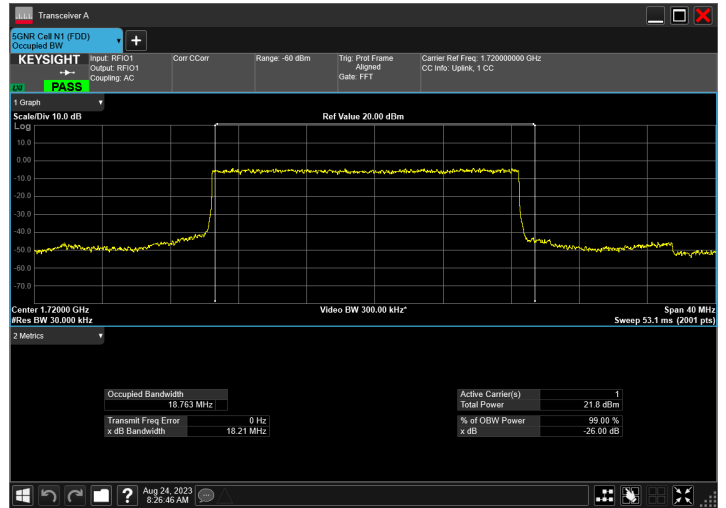 Transceiver A
5GNR Cell N1 (FDD)
Occupied BW
KEYSIGHT
Input: RFIO1
Output: RFIO1
Coupling: AC
Corr CCorr
Range: -60 dBm
Trig: Prot Frame
Aligned
Gate: FFT
Carrier Ref Freq: 1.720000000 GHz
CC Info: Uplink, 1 CC
LXI
PASS
1 Graph
Scale/Div 10.0 dB
Ref Value 20.00 dBm
Log
10.0
0.00
-10.0
-20.0
-30.0
-40.0
-50.0
-60.0
-70.0
Center 1.72000 GHz
Video BW 300.00 kHz*
Span 40 MHz
#Res BW 30.000 kHz
Sweep 53.1 ms (2001 pts)
2 Metrics
Occupied Bandwidth
18.763 MHz
Transmit Freq Error 0 Hz
x dB Bandwidth 18.21 MHz
Active Carrier(s) 1
Total Power 21.8 dBm
% of OBW Power 99.00 %
x dB -26.00 dB
Aug 24, 2023
8:26:46 AM